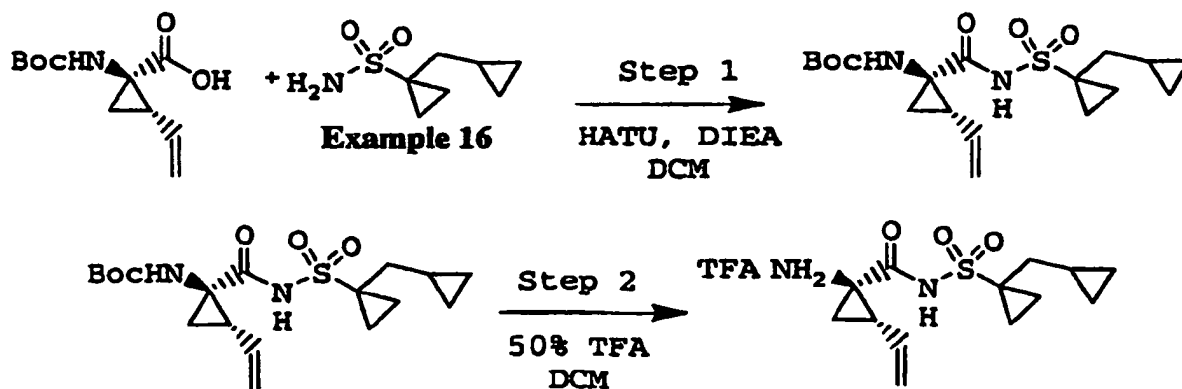 BocHN O OH + H2N S O O Step 1 BocHN O N H S O O
Example 16 HATU, DIEA
DCM
BocHN O N H S O O Step 2 TFA NH2 O N H S O O
50% TFA
DCM